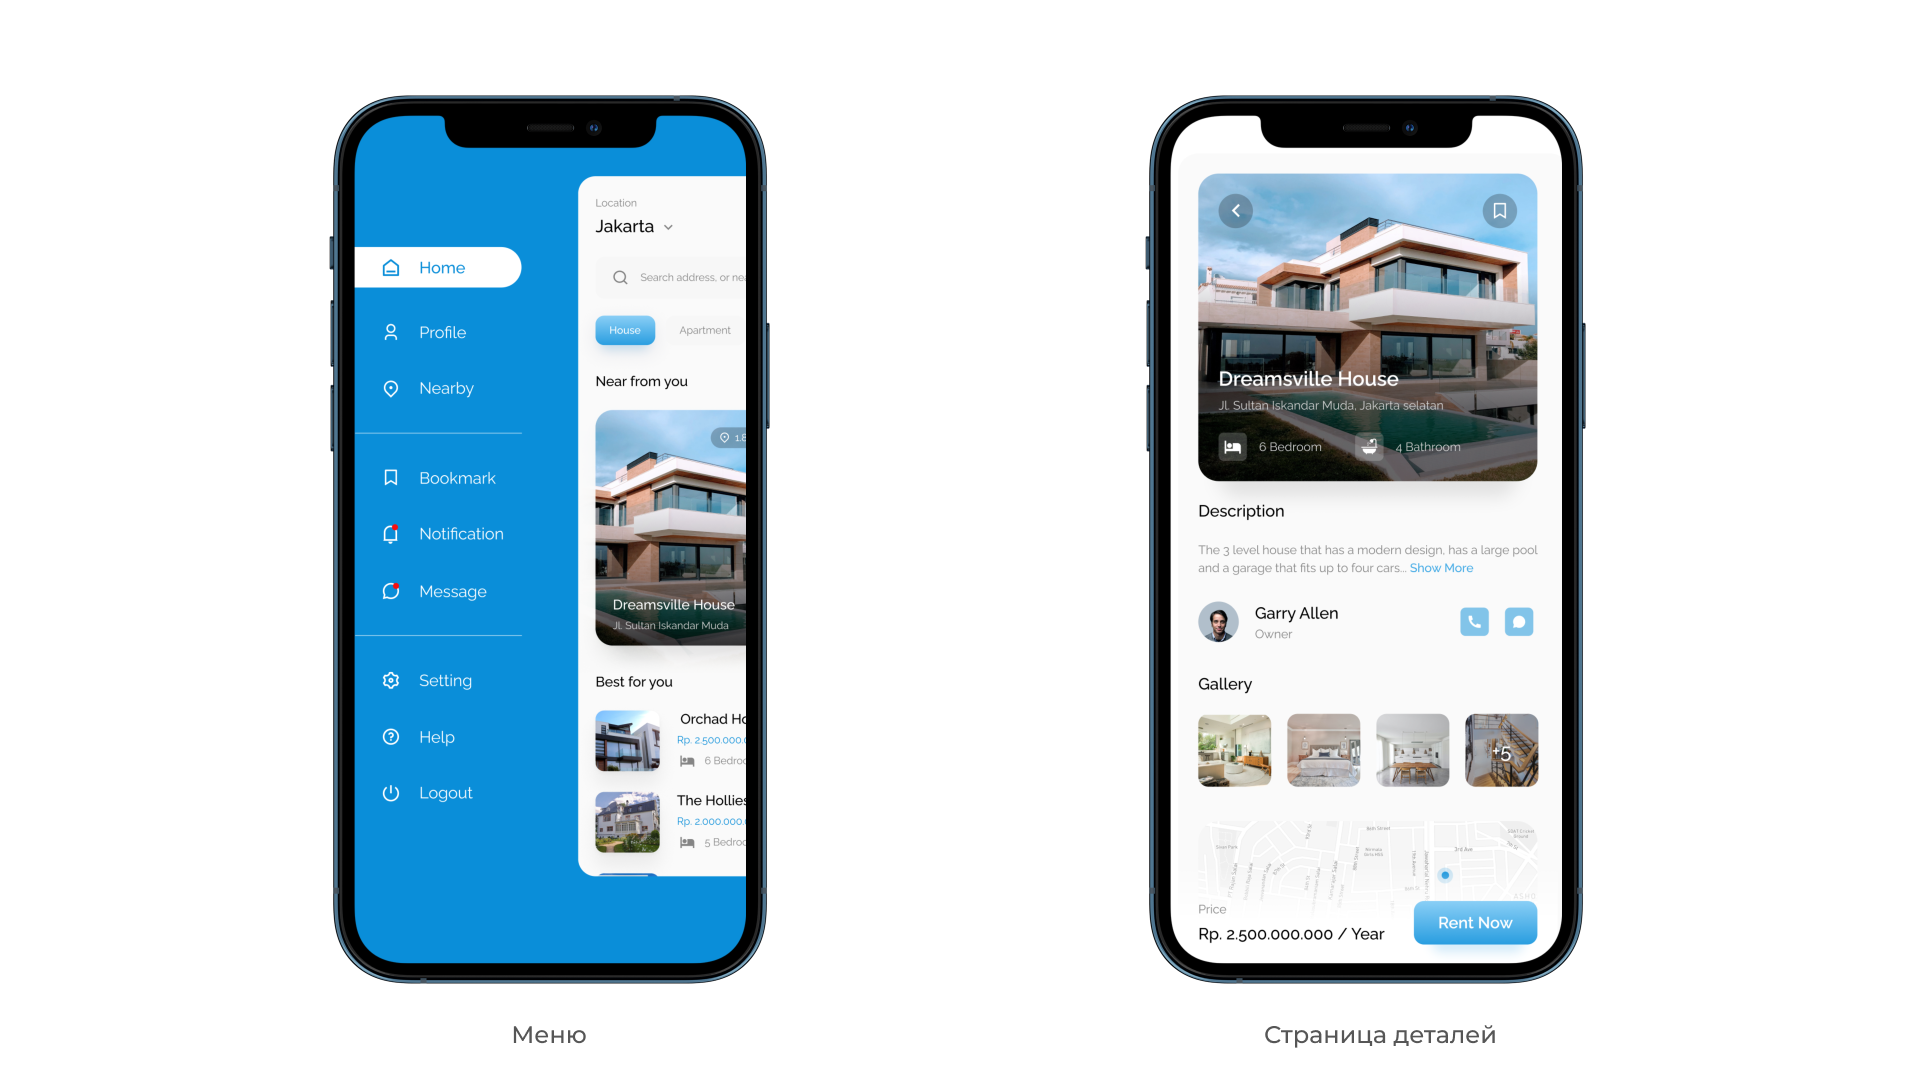 Home
Profile
Nearby
Bookmark
Notification
Message
Setting
Help
Logout
Location
Jakarta
Search address, or ne
House
Apartment
Near from you
1.8
Dreamsville House
Jl. Sultan Iskandar Muda
Best for you
Orchad Ho
Rp. 2.500.000.
6 Bedroo
The Hollies
Rp. 2.000.000.
5 Bedroo
Меню
Dreamsville House
Jl. Sultan Iskandar Muda, Jakarta selatan
6 Bedroom
4 Bathroom
Description
The 3 level house that has a modern design, has a large pool
and a garage that fits up to four cars... Show More
Garry Allen
Owner
Gallery
+5
3rd Ave
Price
Rp. 2.500.000.000 / Year
Rent Now
Страница деталей